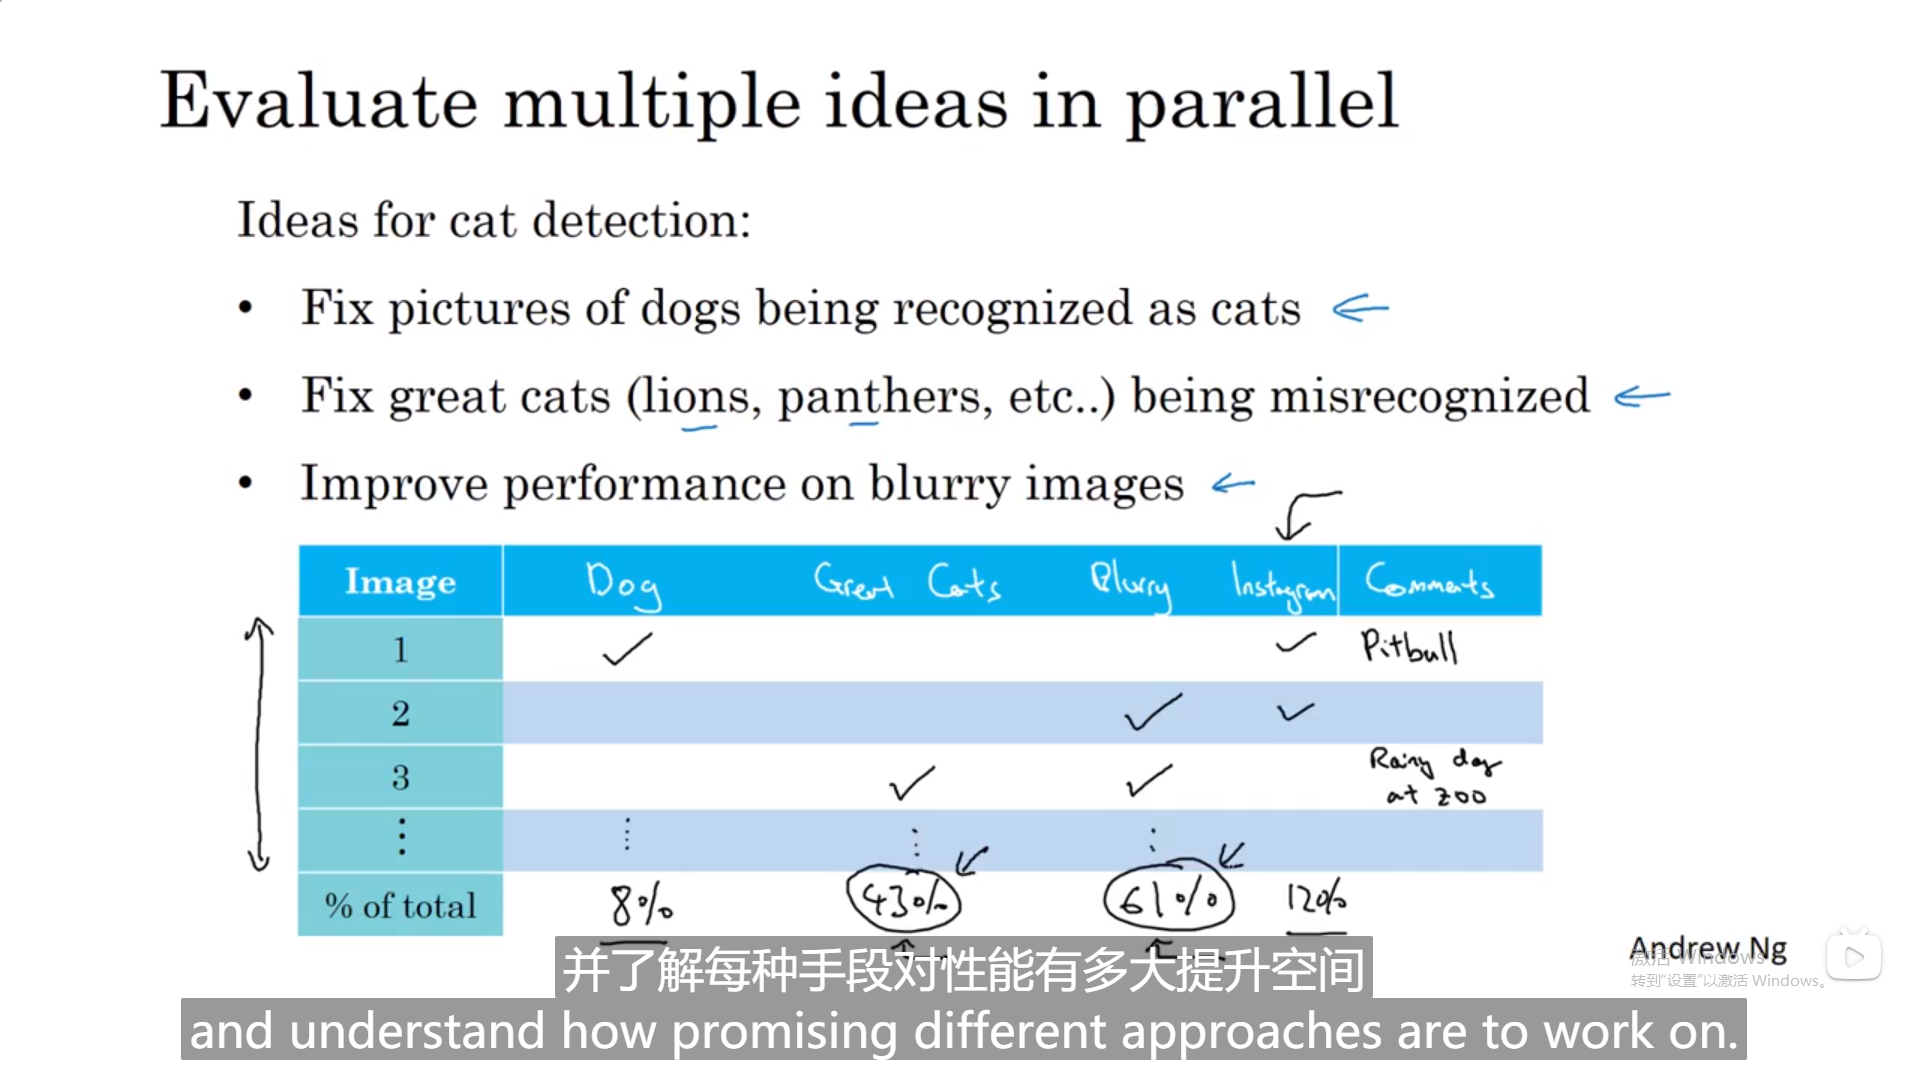 Evaluate multiple ideas in parallel
Ideas for cat detection:
• Fix pictures of dogs being recognized as cats
• Fix great cats (lions, panthers, etc..) being misrecognized
• Improve performance on blurry images
Image Dog Great Cats Blurry Instagram Comments
1 ✓ ✓ Pitbull
2 ✓ ✓
3 ✓ ✓ Rainy day
at zoo
⋮ ⋮ ⋮ ⋮
% of total 8% 43% 61% 12%
Andrew Ng
激活 Windows
转到"设置"以激活 Windows。
并了解每种手段对性能有多大提升空间
and understand how promising different approaches are to work on.